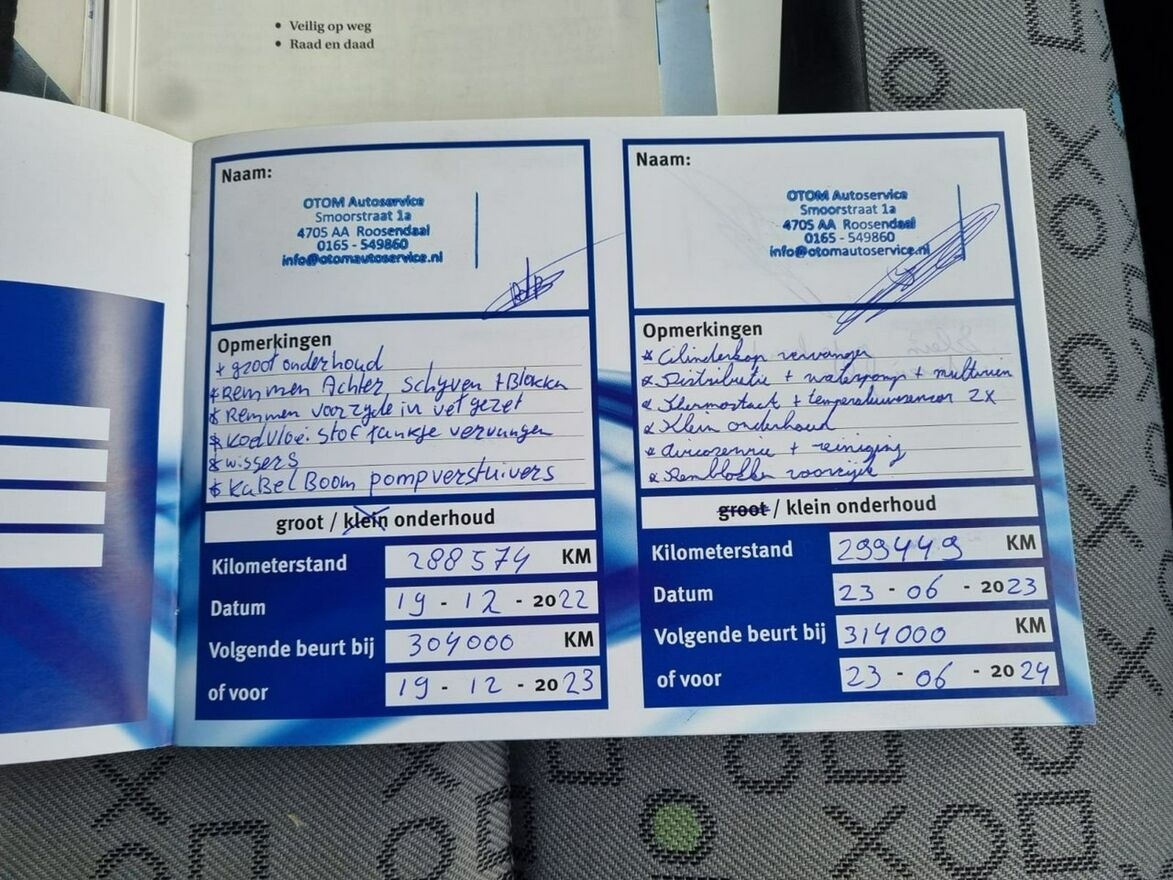 • Veilig op weg
• Raad en daad
Naam:
OTOM Autoservice
Smoorstraat 1a
4705 AA Roosendaal
0165 - 549860
info@otomautoservice.nl
Opmerkingen
+ groot onderhoud
* Remmen Achter Schijven + Blokken
* Remmen voorzyde in vet gezet
* Koelvloeistof tankje vervangen
* wissers
* KaBel Boom pompverstuivers
groot / klein onderhoud
Kilometerstand 288574 KM
Datum 19 - 12 - 2022
Volgende beurt bij 304000 KM
of voor 19 - 12 - 2023
Naam:
OTOM Autoservice
Smoorstraat 1a
4705 AA Roosendaal
0165 - 549860
info@otomautoservice.nl
Opmerkingen
* Cilinderkop vervangen
* Distributie + waterpomp + multirien
* Thermostaat + temperatuursensor 2X
* Klein onderhoud
* Aircoservice + reiniging
* Remblokken voorzijde
groot / klein onderhoud
Kilometerstand 299449 KM
Datum 23 - 06 - 2023
Volgende beurt bij 314000 KM
of voor 23 - 06 - 2024